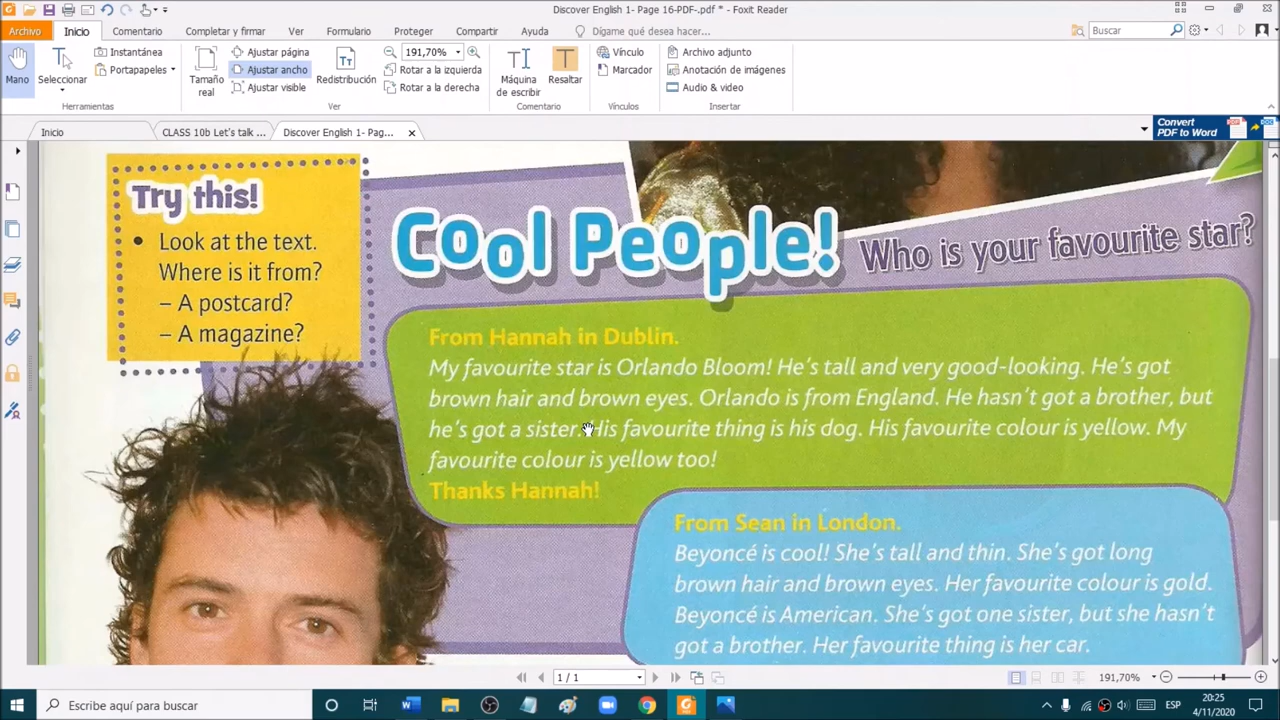 Discover English 1- Page 16-PDF-.pdf * - Foxit Reader
Archivo Inicio Comentario Completar y firmar Ver Formulario Proteger Compartir Ayuda Dígame qué desea hacer... Buscar
Mano
Seleccionar
Instantánea
Portapapeles
Herramientas
Tamaño real
Ajustar página
Ajustar ancho
Ajustar visible
Redistribución
191,70%
Rotar a la izquierda
Rotar a la derecha
Ver
Máquina de escribir
Resaltar
Comentario
Vínculo
Marcador
Vínculos
Archivo adjunto
Anotación de imágenes
Audio & video
Insertar
Inicio CLASS 10b Let's talk ... Discover English 1- Pag...
Convert
PDF to Word
Try this!
• Look at the text.
Where is it from?
– A postcard?
– A magazine?
Cool People! Who is your favourite star?
From Hannah in Dublin.
My favourite star is Orlando Bloom! He's tall and very good-looking. He's got
brown hair and brown eyes. Orlando is from England. He hasn't got a brother, but
he's got a sister. His favourite thing is his dog. His favourite colour is yellow. My
favourite colour is yellow too!
Thanks Hannah!
From Sean in London.
Beyoncé is cool! She's tall and thin. She's got long
brown hair and brown eyes. Her favourite colour is gold.
Beyoncé is American. She's got one sister, but she hasn't
got a brother. Her favourite thing is her car.
1 / 1
191,70%
Escribe aquí para buscar
ESP
20:25
4/11/2020